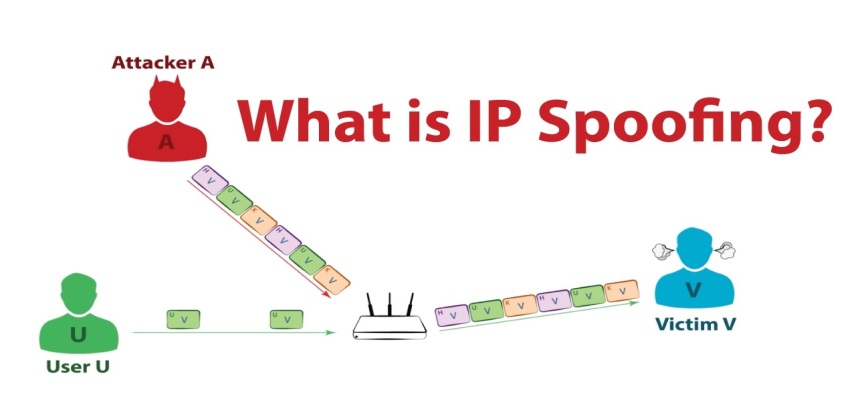 Attacker A
What is IP Spoofing?
A
H V U V K V H V U V K V
U V U V
H V U V K V H V U V K V
U
User U
V
Victim V